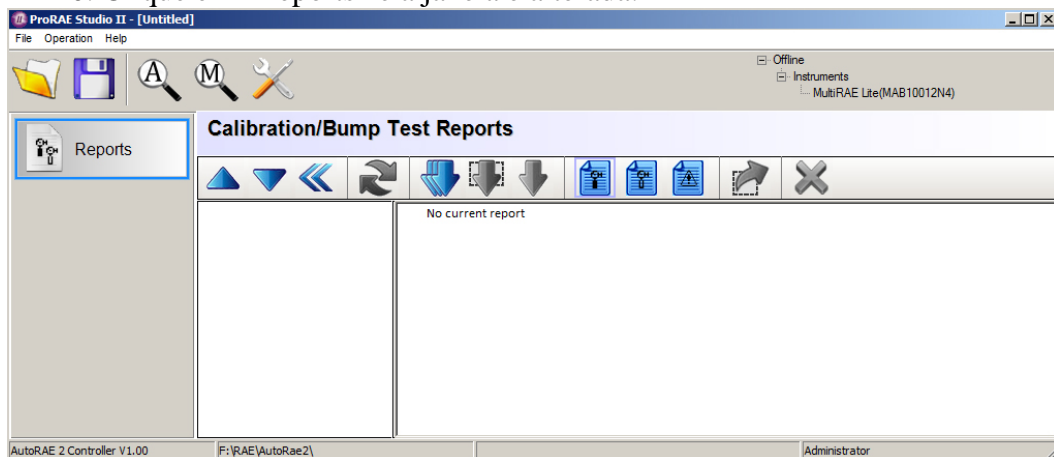 ProRAE Studio II - [Untitled]
File Operation Help
A
M
Offline
Instruments
MultiRAE Lite(MAB10012N4)
Reports
Calibration/Bump Test Reports
No current report
AutoRAE 2 Controller V1.00
F:\RAE\AutoRae2\
Administrator